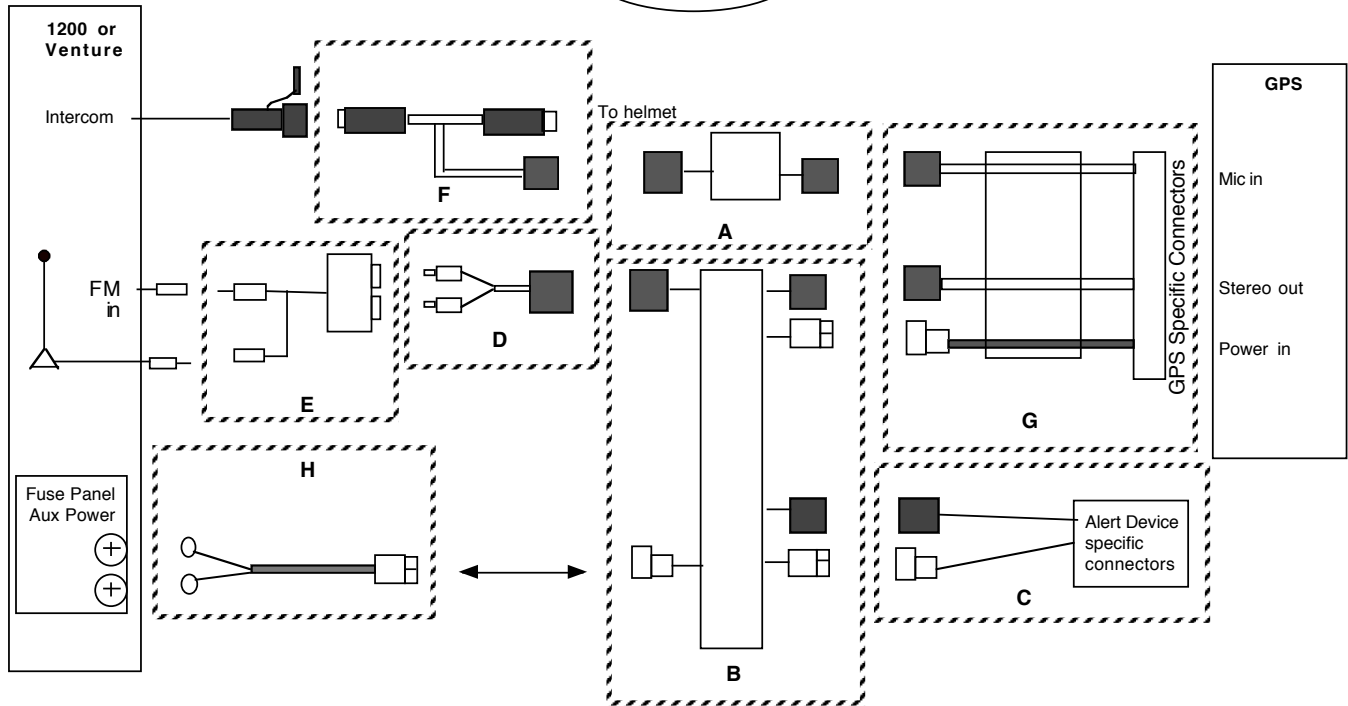 1200 or
Venture
Intercom
FM
in
Fuse Panel
Aux Power
F
To helmet
A
E
D
H
B
G
GPS Specific Connectors
C
Alert Device
specific
connectors
GPS
Mic in
Stereo out
Power in